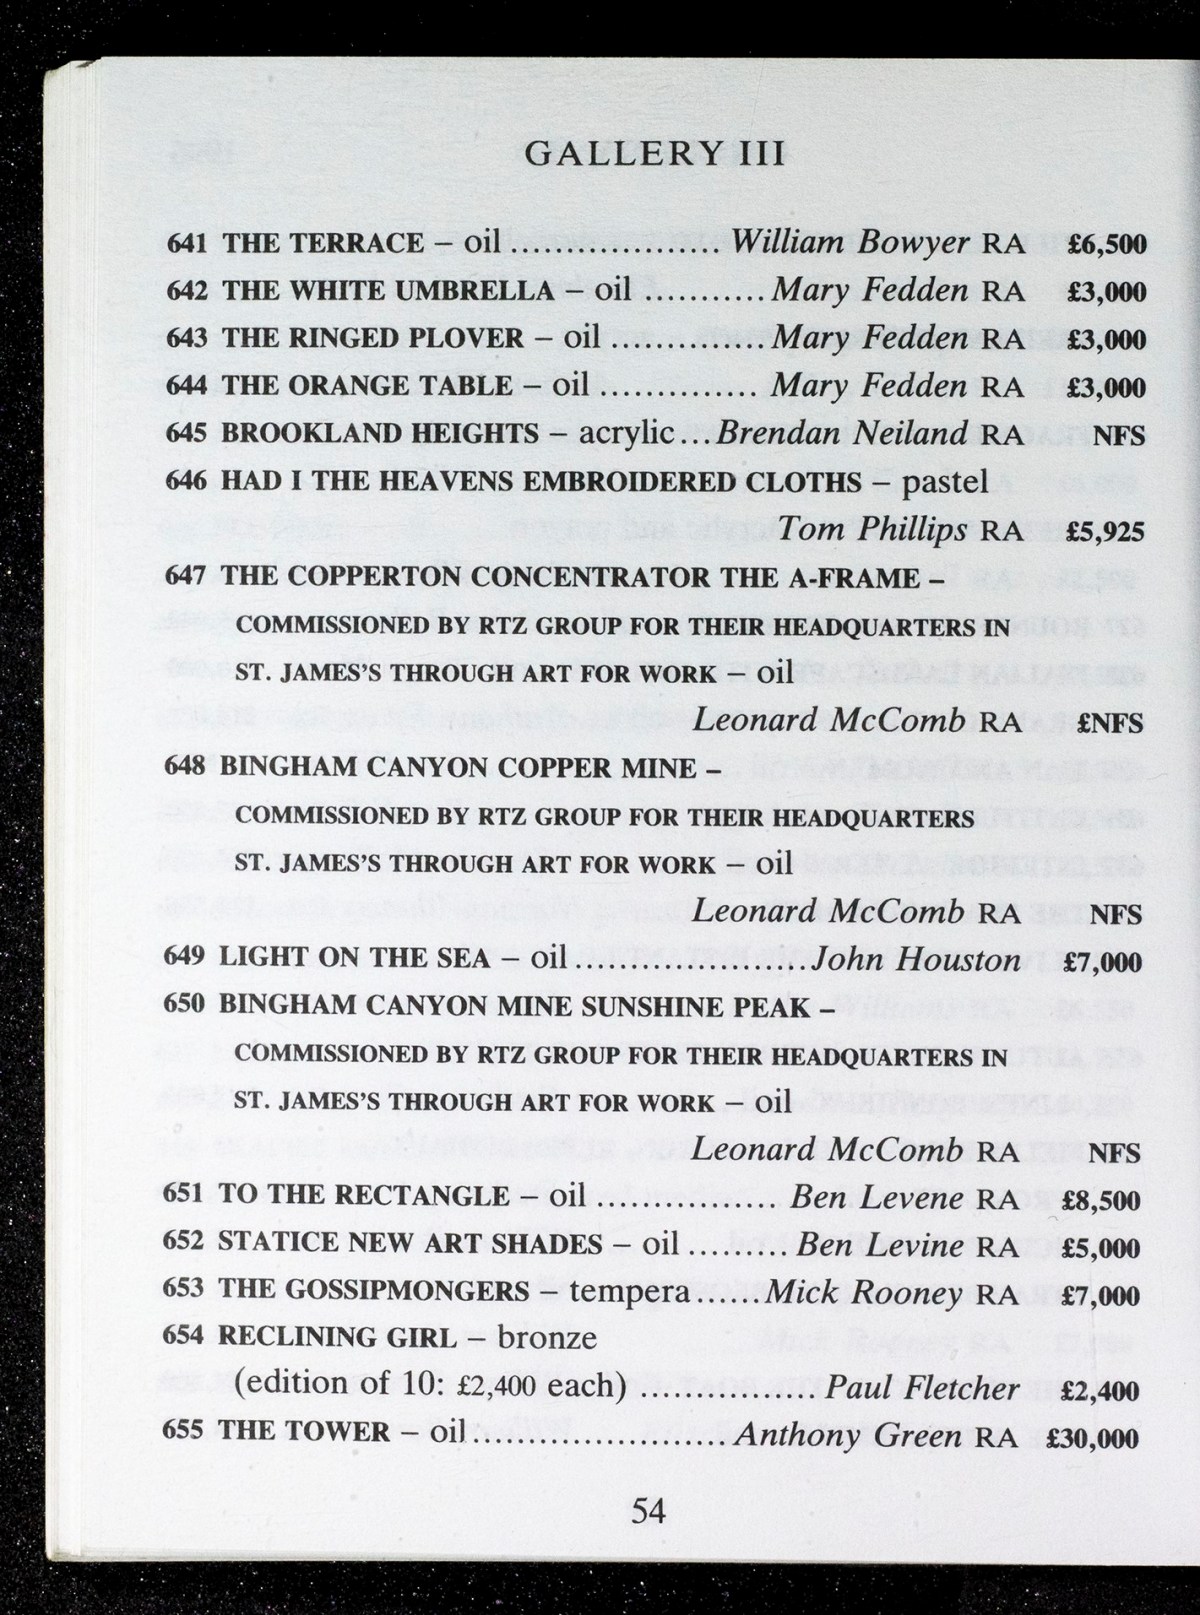 GALLERY III
641 THE TERRACE – oil ................... William Bowyer RA £6,500
642 THE WHITE UMBRELLA – oil ........... Mary Fedden RA £3,000
643 THE RINGED PLOVER – oil .............. Mary Fedden RA £3,000
644 THE ORANGE TABLE – oil .............. Mary Fedden RA £3,000
645 BROOKLAND HEIGHTS – acrylic ... Brendan Neiland RA NFS
646 HAD I THE HEAVENS EMBROIDERED CLOTHS – pastel
Tom Phillips RA £5,925
647 THE COPPERTON CONCENTRATOR THE A-FRAME –
COMMISSIONED BY RTZ GROUP FOR THEIR HEADQUARTERS IN
ST. JAMES'S THROUGH ART FOR WORK – oil
Leonard McComb RA £NFS
648 BINGHAM CANYON COPPER MINE –
COMMISSIONED BY RTZ GROUP FOR THEIR HEADQUARTERS
ST. JAMES'S THROUGH ART FOR WORK – oil
Leonard McComb RA NFS
649 LIGHT ON THE SEA – oil ..................... John Houston £7,000
650 BINGHAM CANYON MINE SUNSHINE PEAK –
COMMISSIONED BY RTZ GROUP FOR THEIR HEADQUARTERS IN
ST. JAMES'S THROUGH ART FOR WORK – oil
Leonard McComb RA NFS
651 TO THE RECTANGLE – oil ................ Ben Levene RA £8,500
652 STATICE NEW ART SHADES – oil ......... Ben Levine RA £5,000
653 THE GOSSIPMONGERS – tempera ...... Mick Rooney RA £7,000
654 RECLINING GIRL – bronze
(edition of 10: £2,400 each) ................ Paul Fletcher £2,400
655 THE TOWER – oil ....................... Anthony Green RA £30,000
54